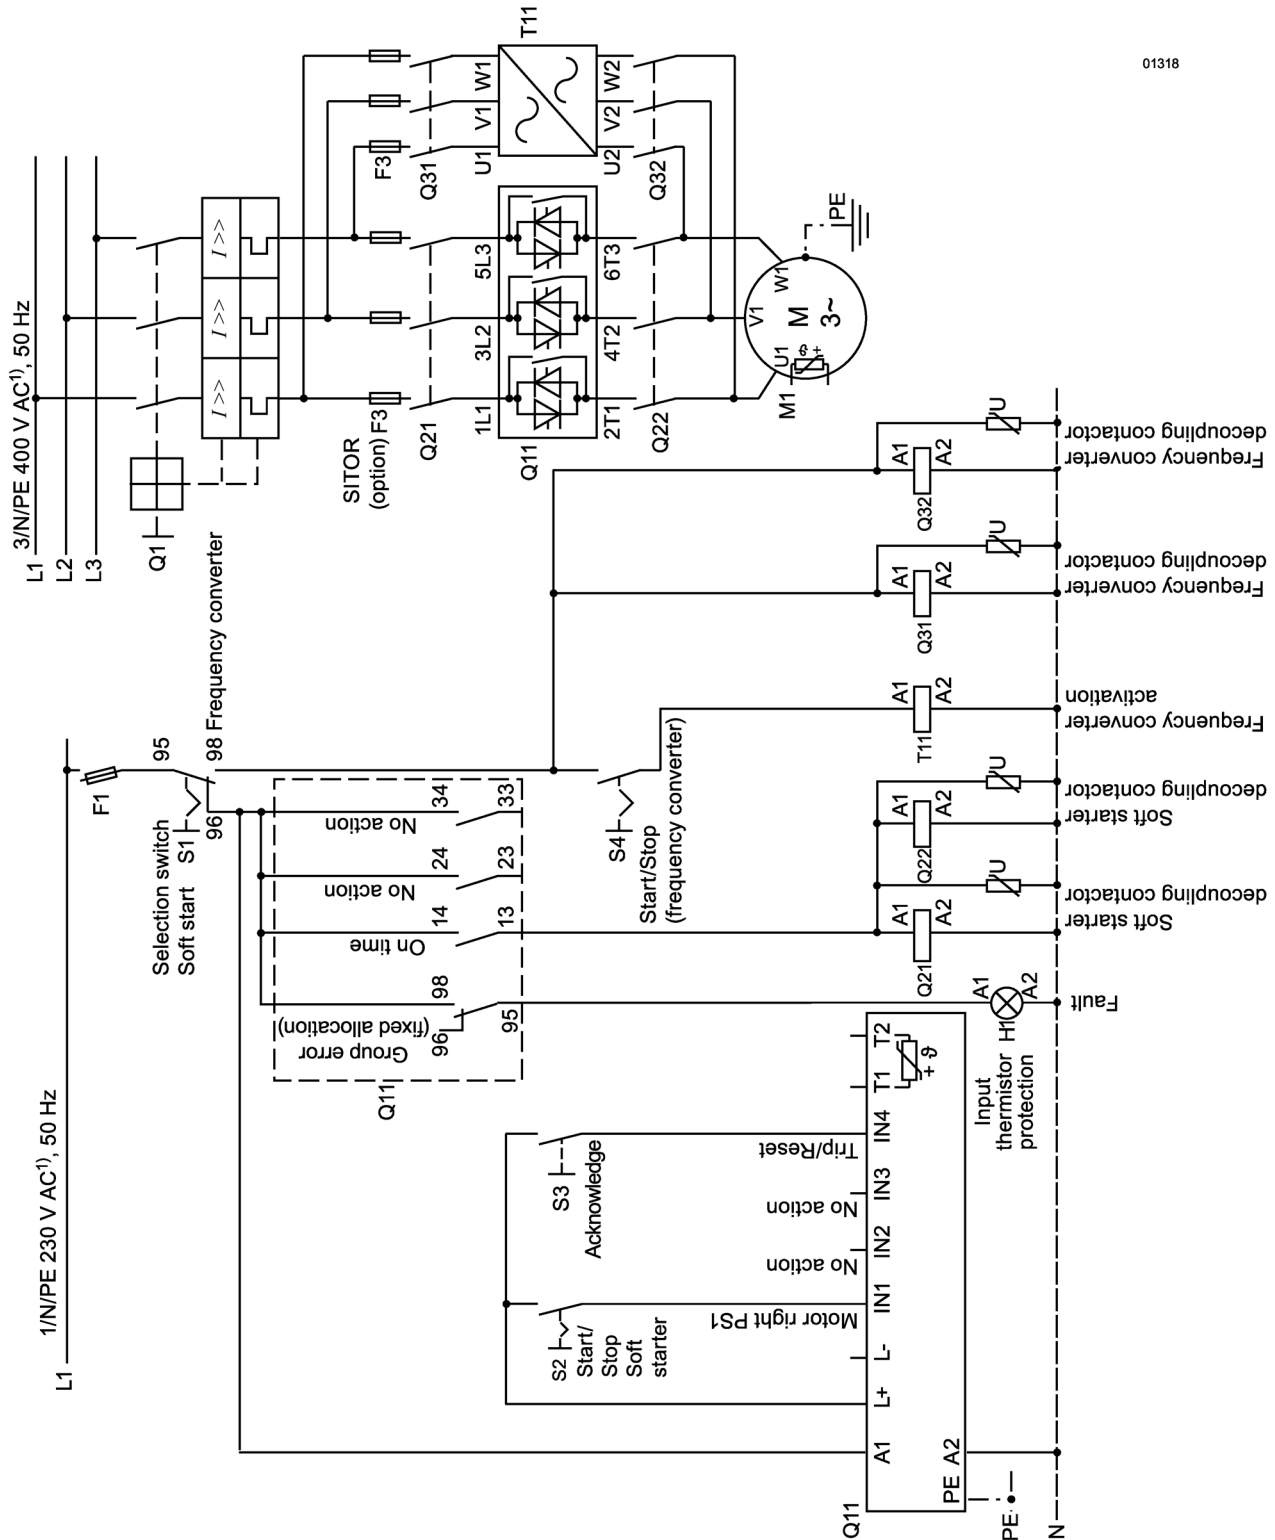 01318
3/N/PE 400 V AC1), 50 Hz
L1
L2
L3
Q1
I >>
I >>
I >>
SITOR
(option) F3
F3
Q21
Q31
1L1
3L2
5L3
U1
V1
W1
T11
Q11
2T1
4T2
6T3
U2
V2
W2
Q22
Q32
M1
U1
V1
W1
M
3~
ϑ
+
PE
1/N/PE 230 V AC1), 50 Hz
L1
F1
Selection switch
Soft start
S1
95
96
98 Frequency converter
Q11
Group error
(fixed allocation)
96
98
95
On time
14
13
No action
24
23
No action
34
33
S4
Start/Stop
(frequency converter)
S2
Start/
Stop
Soft
starter
S3
Acknowledge
Motor right PS1
No action
No action
Trip/Reset
Q11
A1
L+
L-
IN1
IN2
IN3
IN4
T1
T2
+ ϑ
PE
A2
PE
N
Input
thermistor
protection
H1
A1
A2
Fault
Q21
A1
A2
U
Soft starter
decoupling contactor
Q22
A1
A2
U
Soft starter
decoupling contactor
T11
A1
A2
Frequency converter
activation
Q31
A1
A2
U
Frequency converter
decoupling contactor
Q32
A1
A2
U
Frequency converter
decoupling contactor